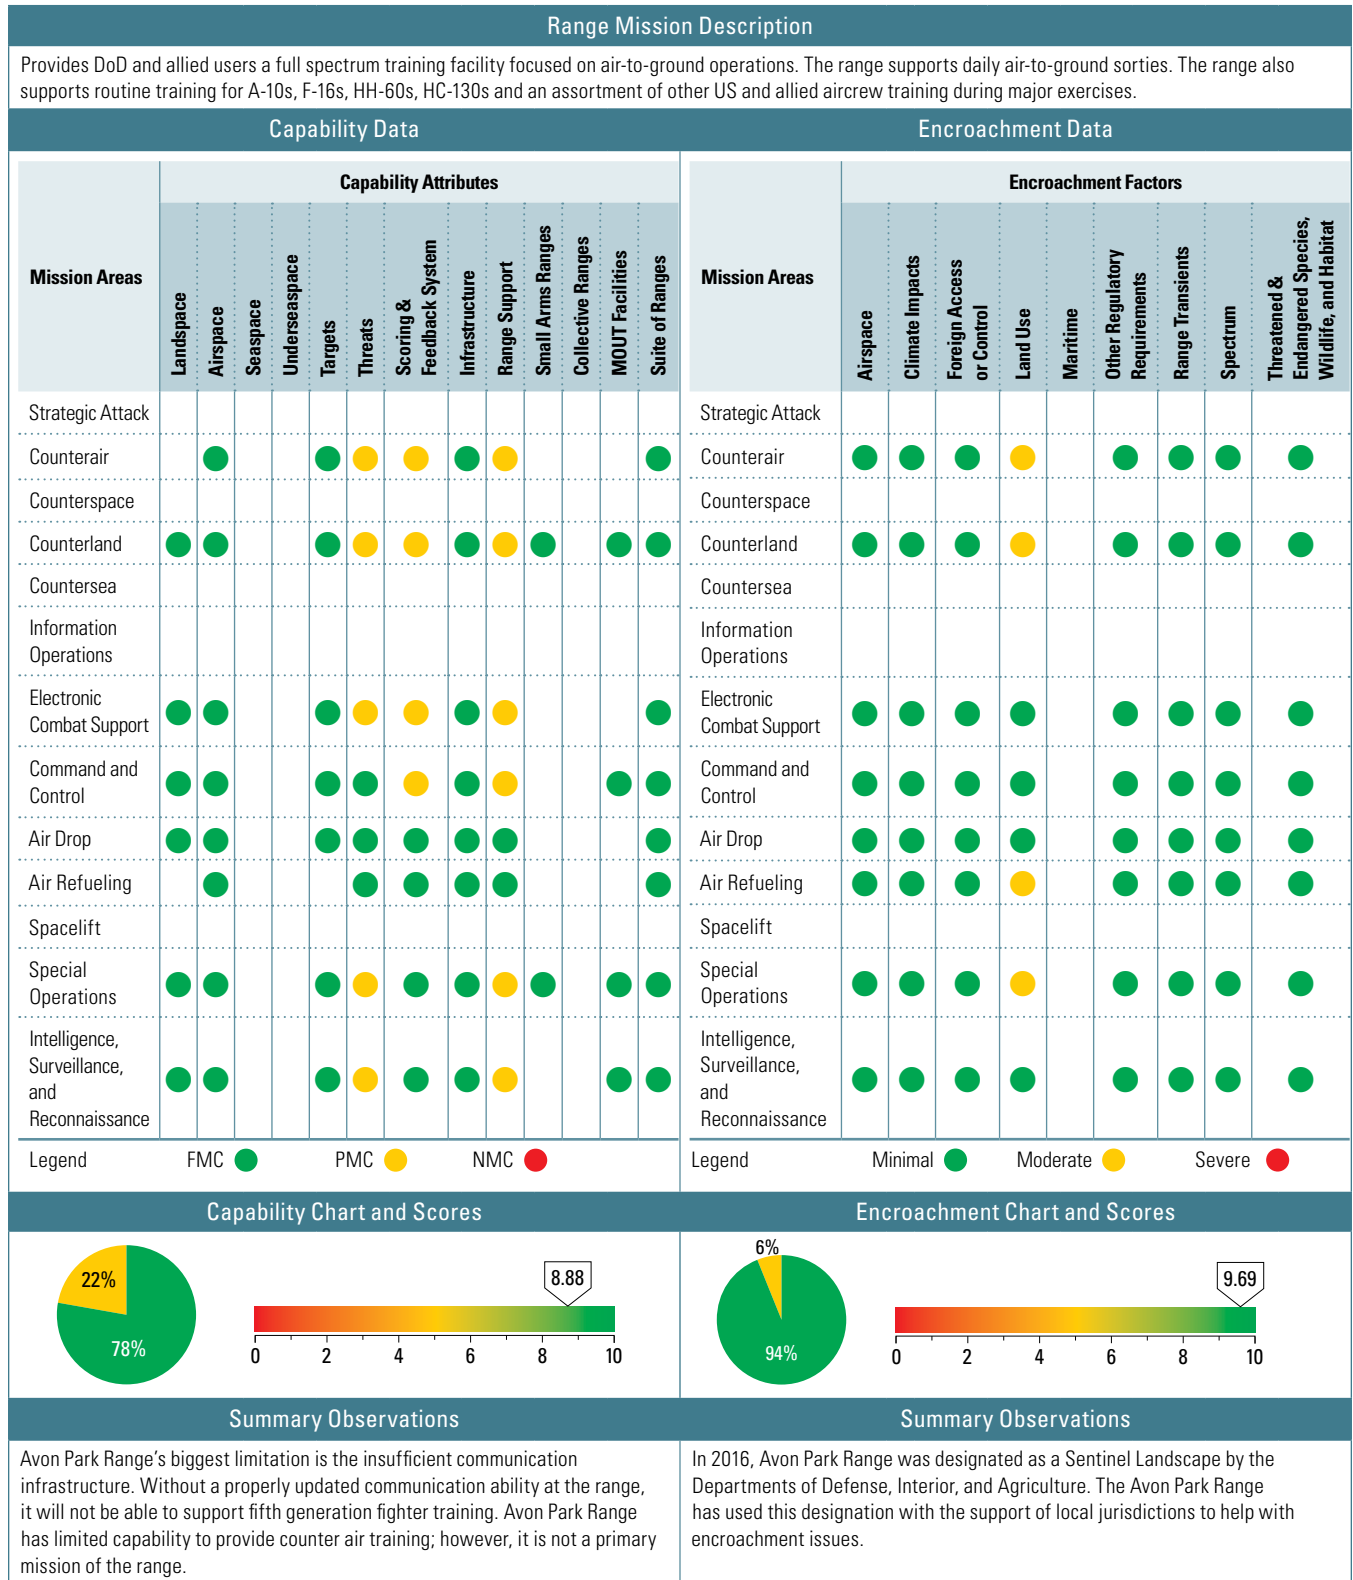 Range Mission Description
Provides DoD and allied users a full spectrum training facility focused on air-to-ground operations. The range supports daily air-to-ground sorties. The range also
supports routine training for A-10s, F-16s, HH-60s, HC-130s and an assortment of other US and allied aircrew training during major exercises.
Capability Data
Mission Areas
Capability Attributes
Landspace
Airspace
Seaspace
Underseaspace
Targets
Threats
Scoring &
Feedback System
Infrastructure
Range Support
Small Arms Ranges
Collective Ranges
MOUT Facilities
Suite of Ranges
Strategic Attack
Counterair
Counterspace
Counterland
Countersea
Information
Operations
Electronic
Combat Support
Command and
Control
Air Drop
Air Refueling
Spacelift
Special
Operations
Intelligence,
Surveillance,
and
Reconnaissance
Legend
FMC
PMC
NMC
Encroachment Data
Mission Areas
Encroachment Factors
Airspace
Climate Impacts
Foreign Access
or Control
Land Use
Maritime
Other Regulatory
Requirements
Range Transients
Spectrum
Threatened &
Endangered Species,
Wildlife, and Habitat
Strategic Attack
Counterair
Counterspace
Counterland
Countersea
Information
Operations
Electronic
Combat Support
Command and
Control
Air Drop
Air Refueling
Spacelift
Special
Operations
Intelligence,
Surveillance,
and
Reconnaissance
Legend
Minimal
Moderate
Severe
Capability Chart and Scores
22%
78%
8.88
0 2 4 6 8 10
Encroachment Chart and Scores
6%
94%
9.69
0 2 4 6 8 10
Summary Observations
Avon Park Range's biggest limitation is the insufficient communication
infrastructure. Without a properly updated communication ability at the range,
it will not be able to support fifth generation fighter training. Avon Park Range
has limited capability to provide counter air training; however, it is not a primary
mission of the range.
Summary Observations
In 2016, Avon Park Range was designated as a Sentinel Landscape by the
Departments of Defense, Interior, and Agriculture. The Avon Park Range
has used this designation with the support of local jurisdictions to help with
encroachment issues.